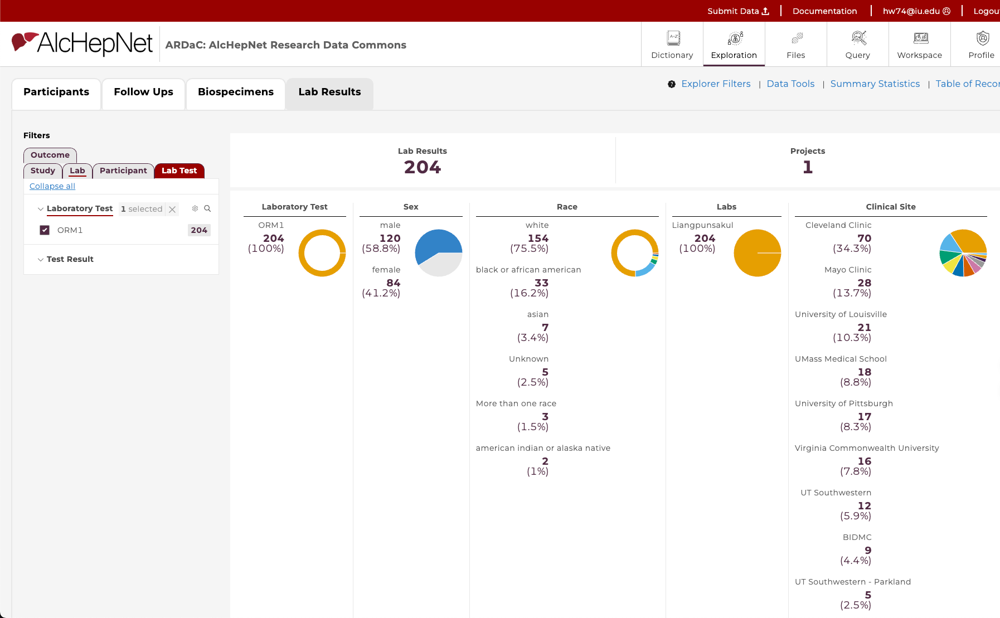 Submit Data
Documentation
hw74@iu.edu
Logout
AlcHepNet
ARDaC: AlcHepNet Research Data Commons
A-Z
Dictionary
Exploration
Files
Query
Workspace
Profile
Participants
Follow Ups
Biospecimens
Lab Results
? Explorer Filters | Data Tools | Summary Statistics | Table of Recor
Filters
Outcome
Study
Lab
Participant
Lab Test
Collapse all
Laboratory Test
1 selected
ORM1
204
Test Result
Lab Results
204
Projects
1
Laboratory Test
ORM1
204
(100%)
Sex
male
120
(58.8%)
female
84
(41.2%)
Race
white
154
(75.5%)
black or african american
33
(16.2%)
asian
7
(3.4%)
Unknown
5
(2.5%)
More than one race
3
(1.5%)
american indian or alaska native
2
(1%)
Labs
Liangpunsakul
204
(100%)
Clinical Site
Cleveland Clinic
70
(34.3%)
Mayo Clinic
28
(13.7%)
University of Louisville
21
(10.3%)
UMass Medical School
18
(8.8%)
University of Pittsburgh
17
(8.3%)
Virginia Commonwealth University
16
(7.8%)
UT Southwestern
12
(5.9%)
BIDMC
9
(4.4%)
UT Southwestern - Parkland
5
(2.5%)